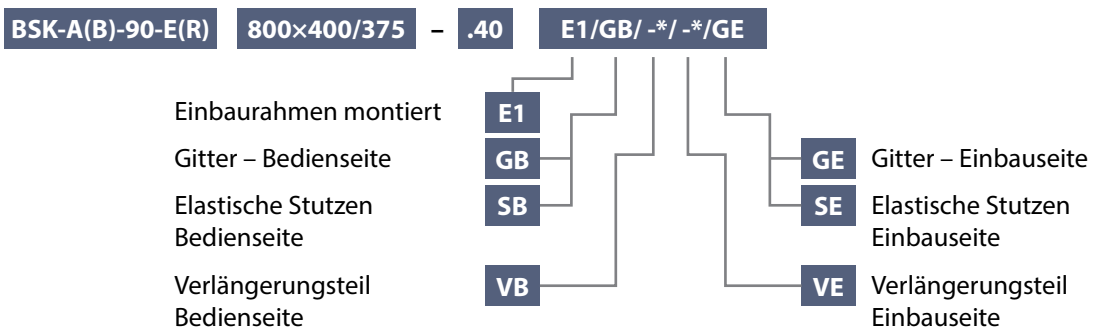 BSK-A(B)-90-E(R) 800×400/375 – .40 E1/GB/ -*/ -*/GE
Einbaurahmen montiert E1
Gitter – Bedienseite GB
GE Gitter – Einbauseite
Elastische Stutzen
Bedienseite
SB
SE
Elastische Stutzen
Einbauseite
Verlängerungsteil
Bedienseite
VB
VE
Verlängerungsteil
Einbauseite